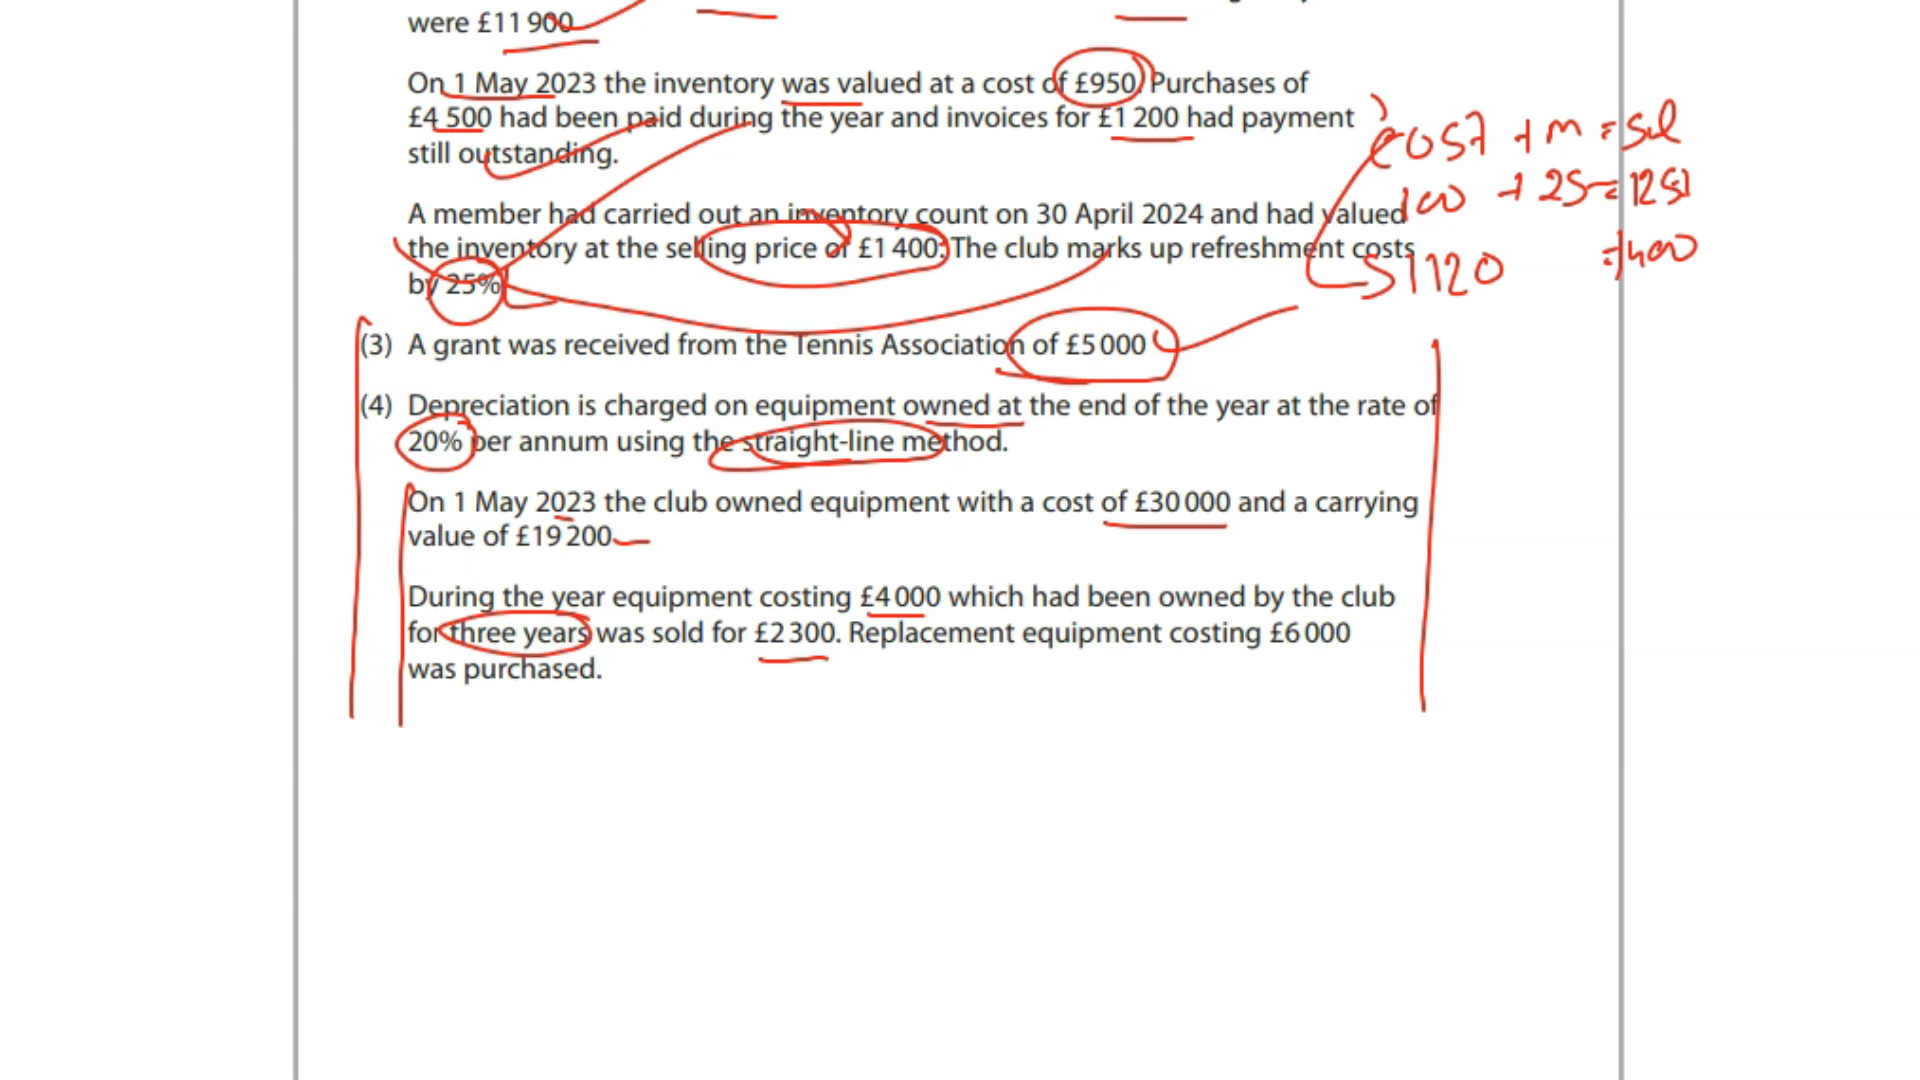 were £11 900
On 1 May 2023 the inventory was valued at a cost of £950. Purchases of
£4 500 had been paid during the year and invoices for £1 200 had payment
still outstanding.
cost + m = sel
100 + 25 = 125
A member had carried out an inventory count on 30 April 2024 and had valued
the inventory at the selling price of £1 400. The club marks up refreshment costs
by 25%
1120 = 1400
(3) A grant was received from the Tennis Association of £5 000
(4) Depreciation is charged on equipment owned at the end of the year at the rate of
20% per annum using the straight-line method.
On 1 May 2023 the club owned equipment with a cost of £30 000 and a carrying
value of £19 200
During the year equipment costing £4 000 which had been owned by the club
for three years was sold for £2 300. Replacement equipment costing £6 000
was purchased.